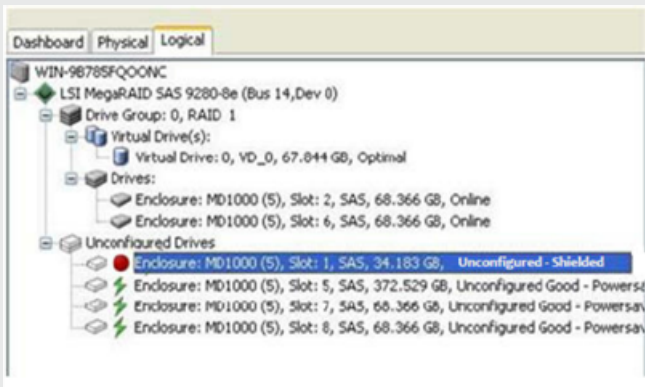 Dashboard Physical Logical
WIN-9B785FQOONC
LSI MegaRAID SAS 9280-8e (Bus 14,Dev 0)
Drive Group: 0, RAID 1
Virtual Drive(s):
Virtual Drive: 0, VD_0, 67.844 GB, Optimal
Drives:
Enclosure: MD1000 (5), Slot: 2, SAS, 68.366 GB, Online
Enclosure: MD1000 (5), Slot: 6, SAS, 68.366 GB, Online
Unconfigured Drives
Enclosure: MD1000 (5), Slot: 1, SAS, 34.183 GB, Unconfigured - Shielded
Enclosure: MD1000 (5), Slot: 5, SAS, 372.529 GB, Unconfigured Good - Powersa
Enclosure: MD1000 (5), Slot: 7, SAS, 68.366 GB, Unconfigured Good - Powersav
Enclosure: MD1000 (5), Slot: 8, SAS, 68.366 GB, Unconfigured Good - Powersav